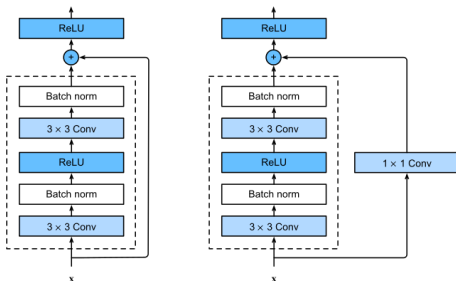 ReLU
+
Batch norm
3 × 3 Conv
ReLU
Batch norm
3 × 3 Conv
x
ReLU
+
Batch norm
3 × 3 Conv
ReLU
Batch norm
3 × 3 Conv
1 × 1 Conv
x